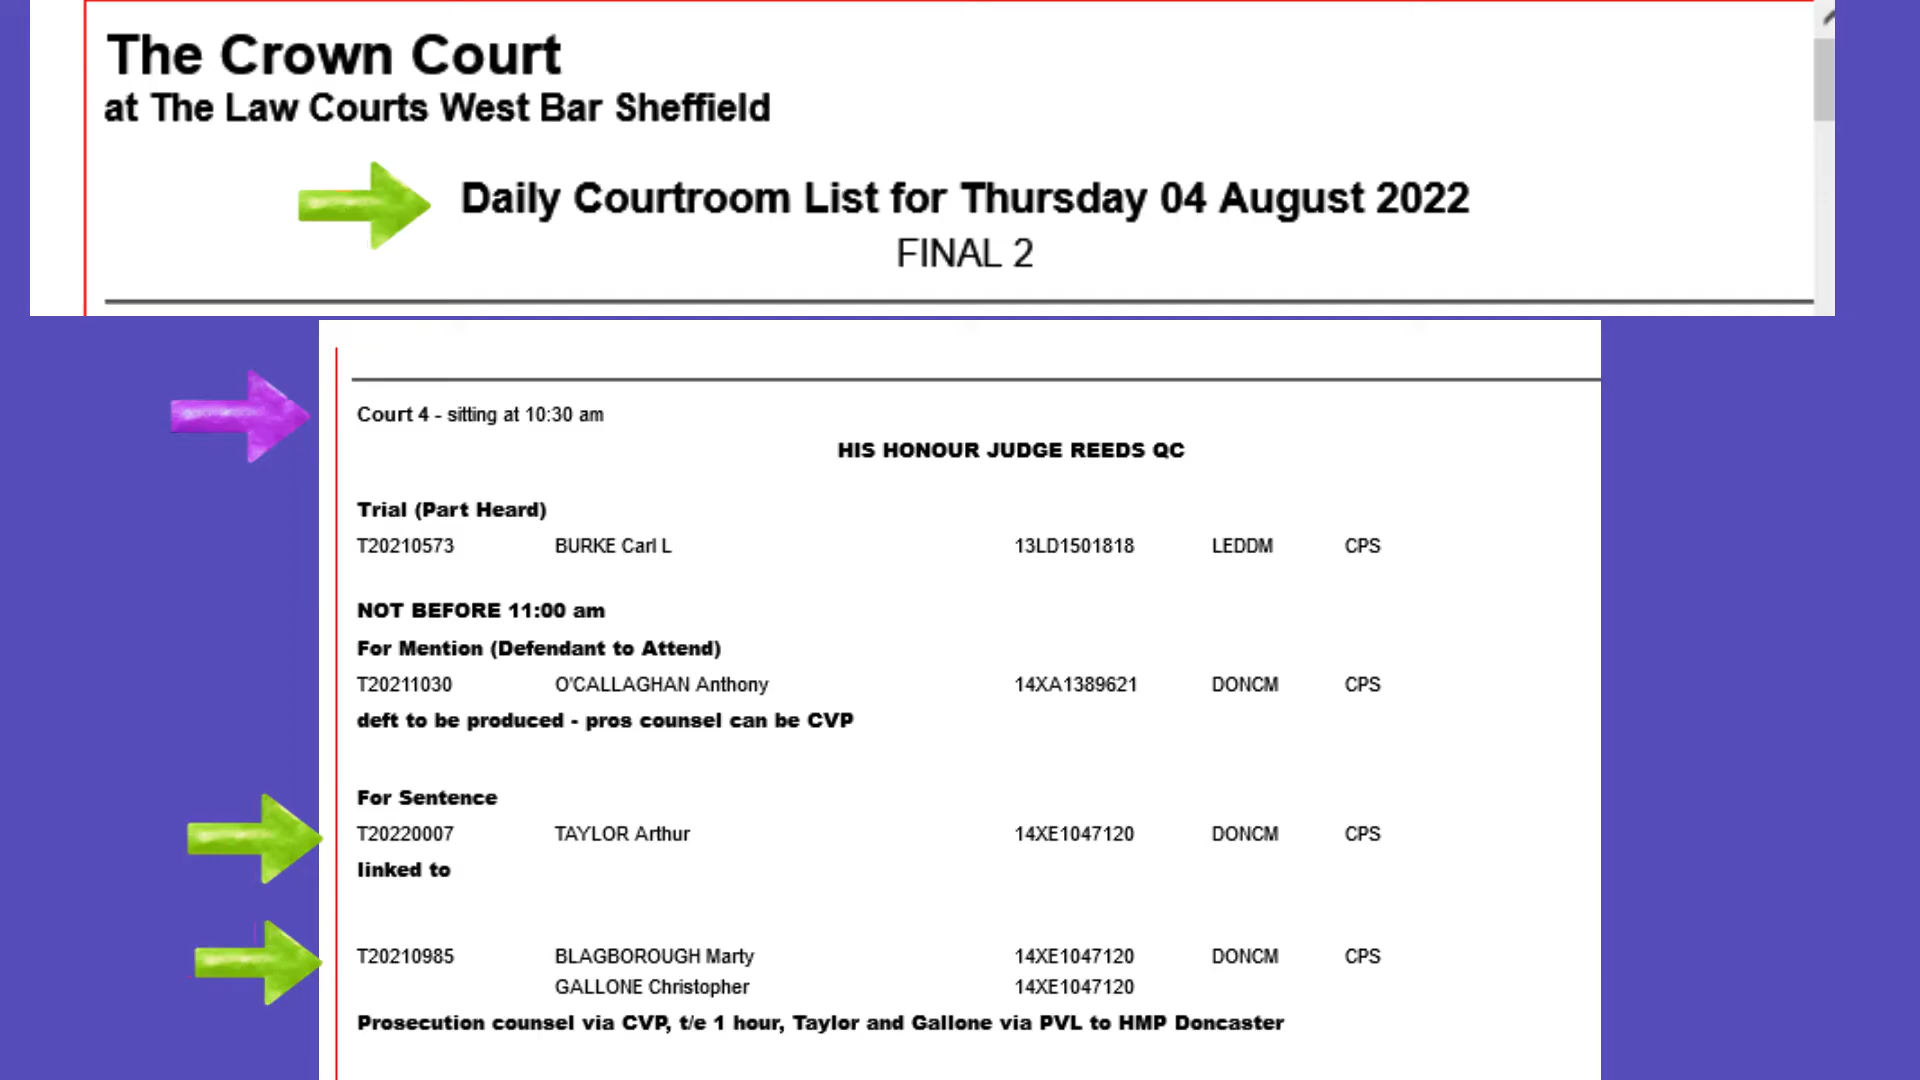 The Crown Court
at The Law Courts West Bar Sheffield
Daily Courtroom List for Thursday 04 August 2022
FINAL 2
Court 4 - sitting at 10:30 am
HIS HONOUR JUDGE REEDS QC
Trial (Part Heard)
T20210573 BURKE Carl L 13LD1501818 LEDDM CPS
NOT BEFORE 11:00 am
For Mention (Defendant to Attend)
T20211030 O'CALLAGHAN Anthony 14XA1389621 DONCM CPS
deft to be produced - pros counsel can be CVP
For Sentence
T20220007 TAYLOR Arthur 14XE1047120 DONCM CPS
linked to
T20210985 BLAGBOROUGH Marty 14XE1047120 DONCM CPS
GALLONE Christopher 14XE1047120
Prosecution counsel via CVP, t/e 1 hour, Taylor and Gallone via PVL to HMP Doncaster